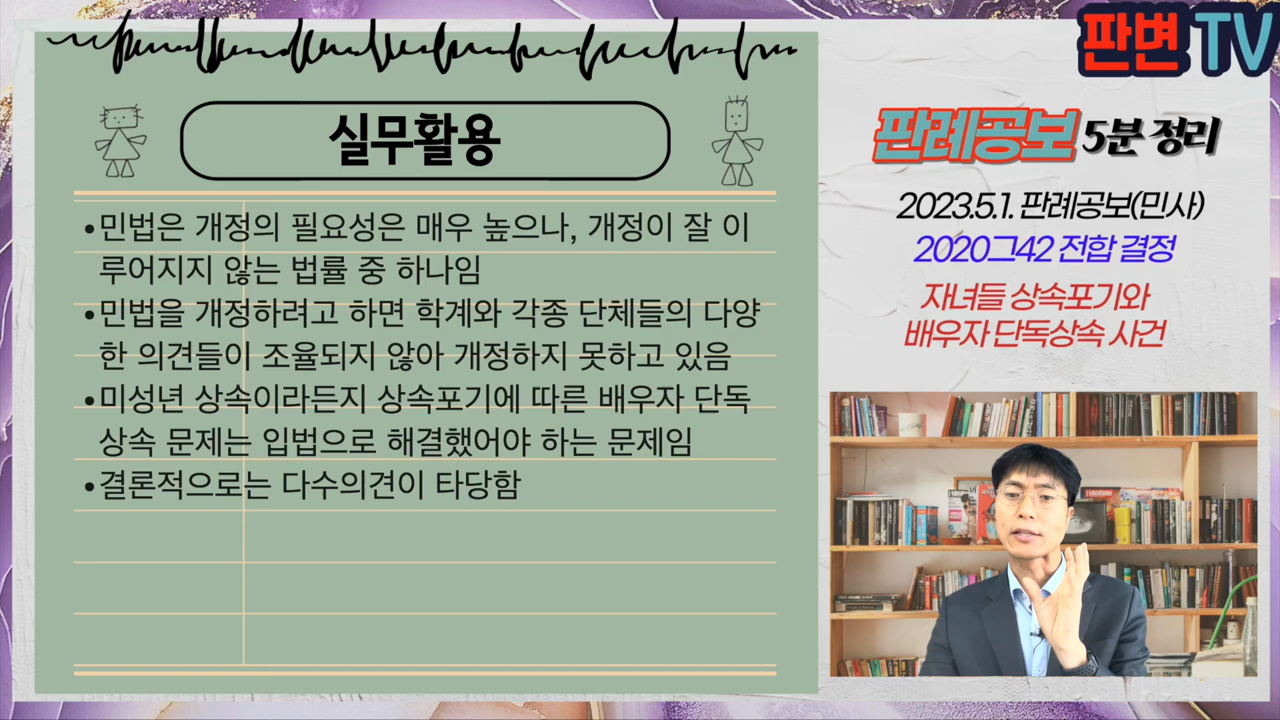 판변 TV
실무활용
•민법은 개정의 필요성은 매우 높으나, 개정이 잘 이
루어지지 않는 법률 중 하나임
•민법을 개정하려고 하면 학계와 각종 단체들의 다양
한 의견들이 조율되지 않아 개정하지 못하고 있음
•미성년 상속이라든지 상속포기에 따른 배우자 단독
상속 문제는 입법으로 해결했어야 하는 문제임
•결론적으로는 다수의견이 타당함
판례공보 5분 정리
2023.5.1. 판례공보(민사)
2020그42 전합 결정
자녀들 상속포기와
배우자 단독상속 사건